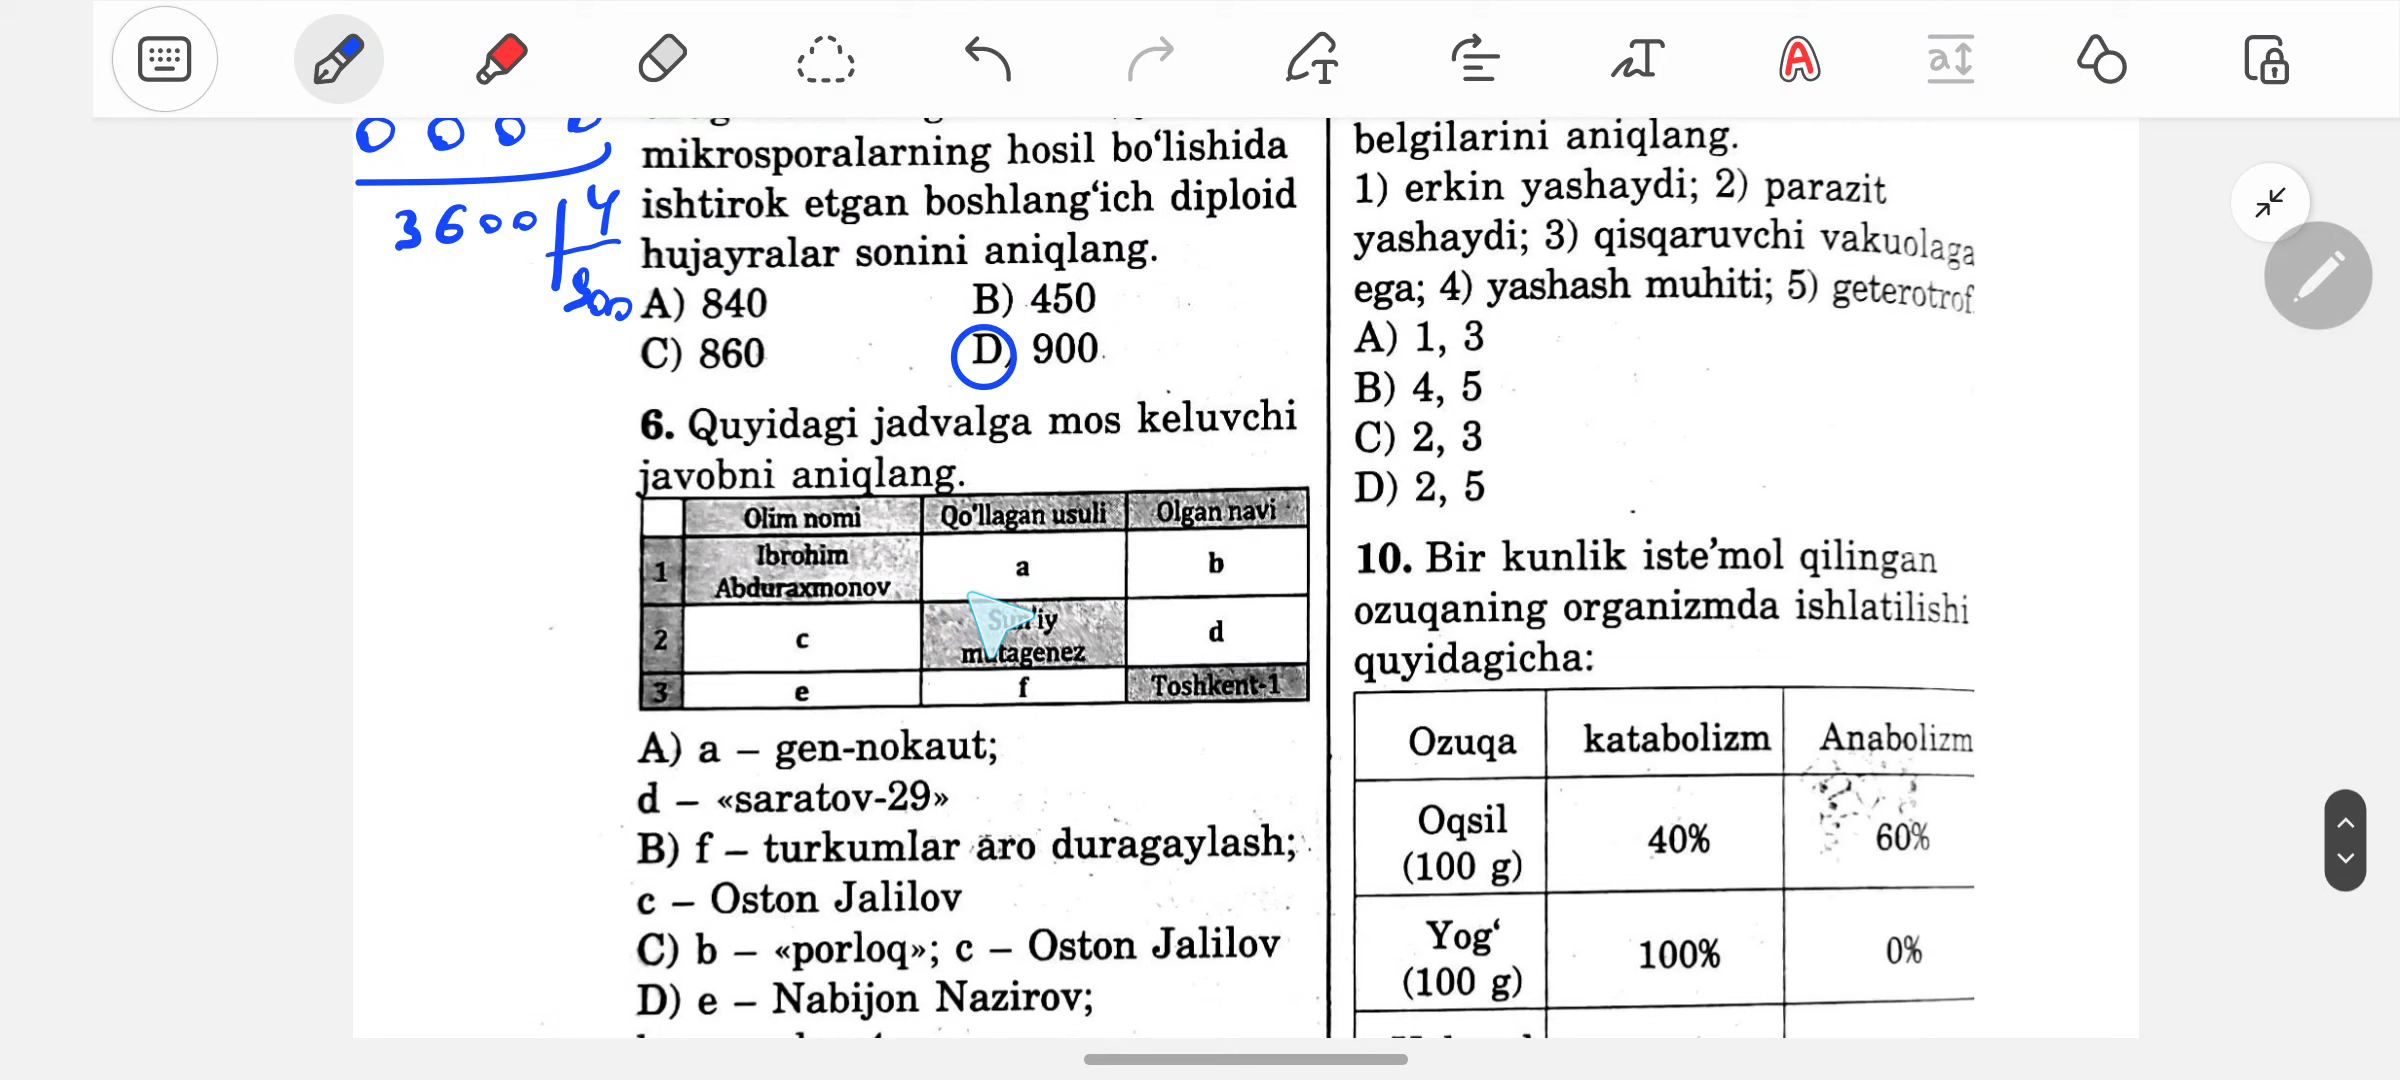 mikrosporalarning hosil bo‘lishida
ishtirok etgan boshlang‘ich diploid
hujayralar sonini aniqlang.
A) 840 B) 450
C) 860 D) 900
3600 4
900
6. Quyidagi jadvalga mos keluvchi
javobni aniqlang.
Olim nomi Qo'llagan usuli Olgan navi
1 Ibrohim Abduraxmonov a b
2 c Sun'iy mutagenez d
3 e f Toshkent-1
A) a – gen-nokaut;
d – «saratov-29»
B) f – turkumlar aro duragaylash;
c – Oston Jalilov
C) b – «porloq»; c – Oston Jalilov
D) e – Nabijon Nazirov;
belgilarini aniqlang.
1) erkin yashaydi; 2) parazit
yashaydi; 3) qisqaruvchi vakuolaga
ega; 4) yashash muhiti; 5) geterotrof
A) 1, 3
B) 4, 5
C) 2, 3
D) 2, 5
10. Bir kunlik iste’mol qilingan
ozuqaning organizmda ishlatilishi
quyidagicha:
Ozuqa katabolizm Anabolizm
Oqsil (100 g) 40% 60%
Yog‘ (100 g) 100% 0%